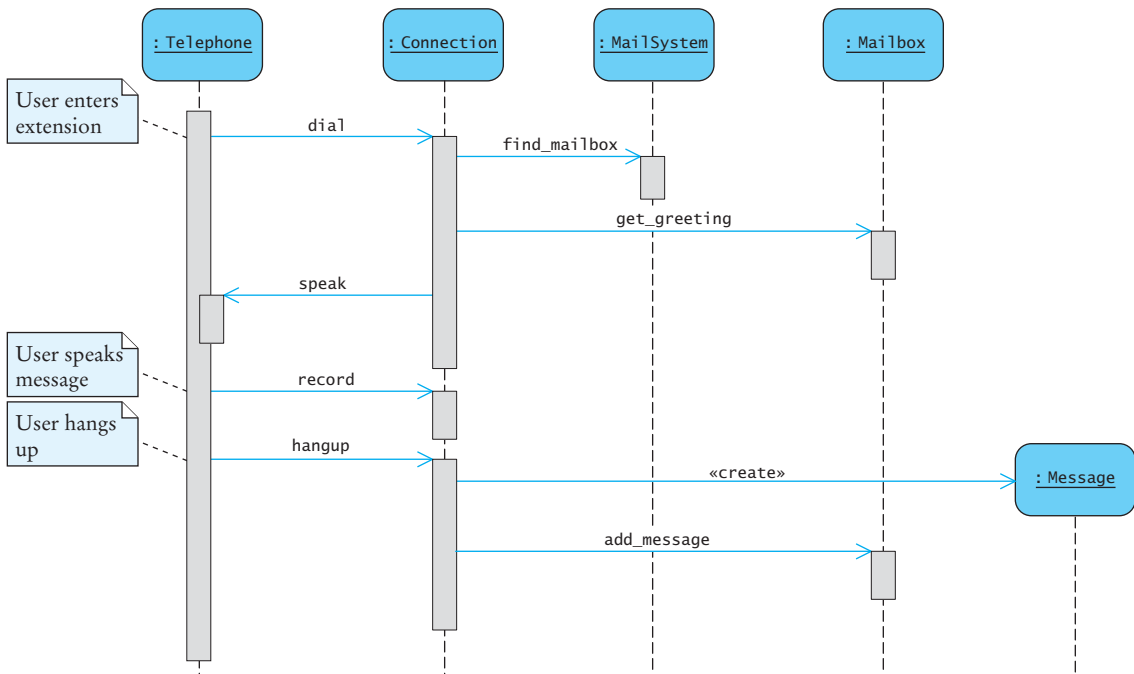 : Telephone
: Connection
: MailSystem
: Mailbox
User enters
extension
dial
find_mailbox
get_greeting
speak
User speaks
message
record
User hangs
up
hangup
«create»
: Message
add_message